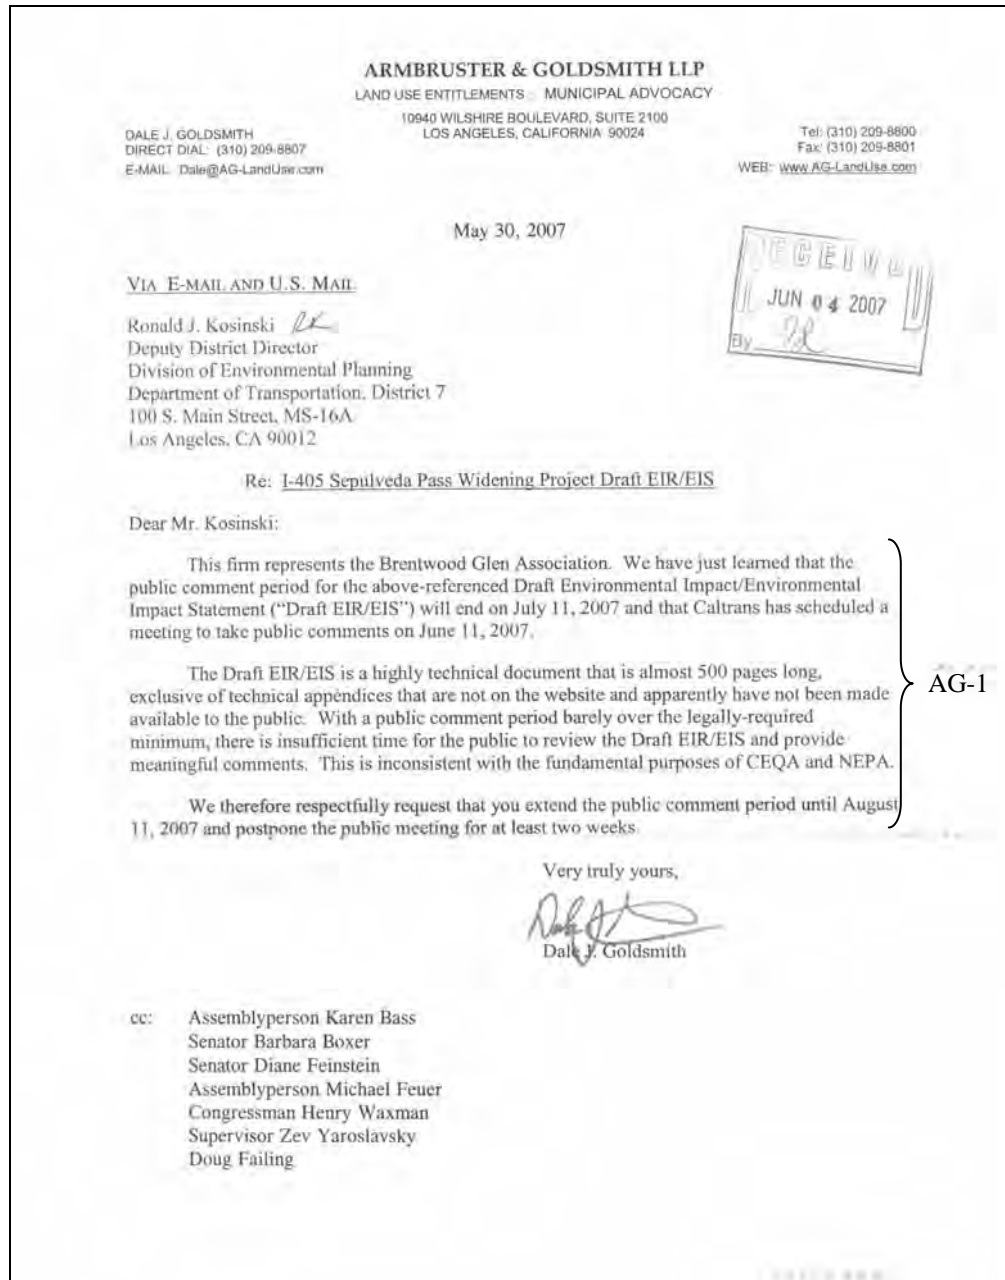 ARMBRUSTER & GOLDSMITH LLP
LAND USE ENTITLEMENTS MUNICIPAL ADVOCACY
10940 WILSHIRE BOULEVARD, SUITE 2100
LOS ANGELES, CALIFORNIA 90024
DALE J. GOLDSMITH
DIRECT DIAL: (310) 209-8807
E-MAIL: Dale@AG-LandUse.com
Tel: (310) 209-8800
Fax: (310) 209-8801
WEB: www.AG-LandUse.com
May 30, 2007
RECEIVED
JUN 04 2007
By
VIA E-MAIL AND U.S. MAIL
Ronald J. Kosinski RK
Deputy District Director
Division of Environmental Planning
Department of Transportation, District 7
100 S. Main Street, MS-16A
Los Angeles, CA 90012
Re: I-405 Sepulveda Pass Widening Project Draft EIR/EIS
Dear Mr. Kosinski:
This firm represents the Brentwood Glen Association. We have just learned that the
public comment period for the above-referenced Draft Environmental Impact/Environmental
Impact Statement (“Draft EIR/EIS”) will end on July 11, 2007 and that Caltrans has scheduled a
meeting to take public comments on June 11, 2007.
The Draft EIR/EIS is a highly technical document that is almost 500 pages long,
exclusive of technical appendices that are not on the website and apparently have not been made
available to the public. With a public comment period barely over the legally-required
minimum, there is insufficient time for the public to review the Draft EIR/EIS and provide
meaningful comments. This is inconsistent with the fundamental purposes of CEQA and NEPA.
AG-1
We therefore respectfully request that you extend the public comment period until August
11, 2007 and postpone the public meeting for at least two weeks.
Very truly yours,
Dale J. Goldsmith
cc: Assemblyperson Karen Bass
Senator Barbara Boxer
Senator Diane Feinstein
Assemblyperson Michael Feuer
Congressman Henry Waxman
Supervisor Zev Yaroslavsky
Doug Failing